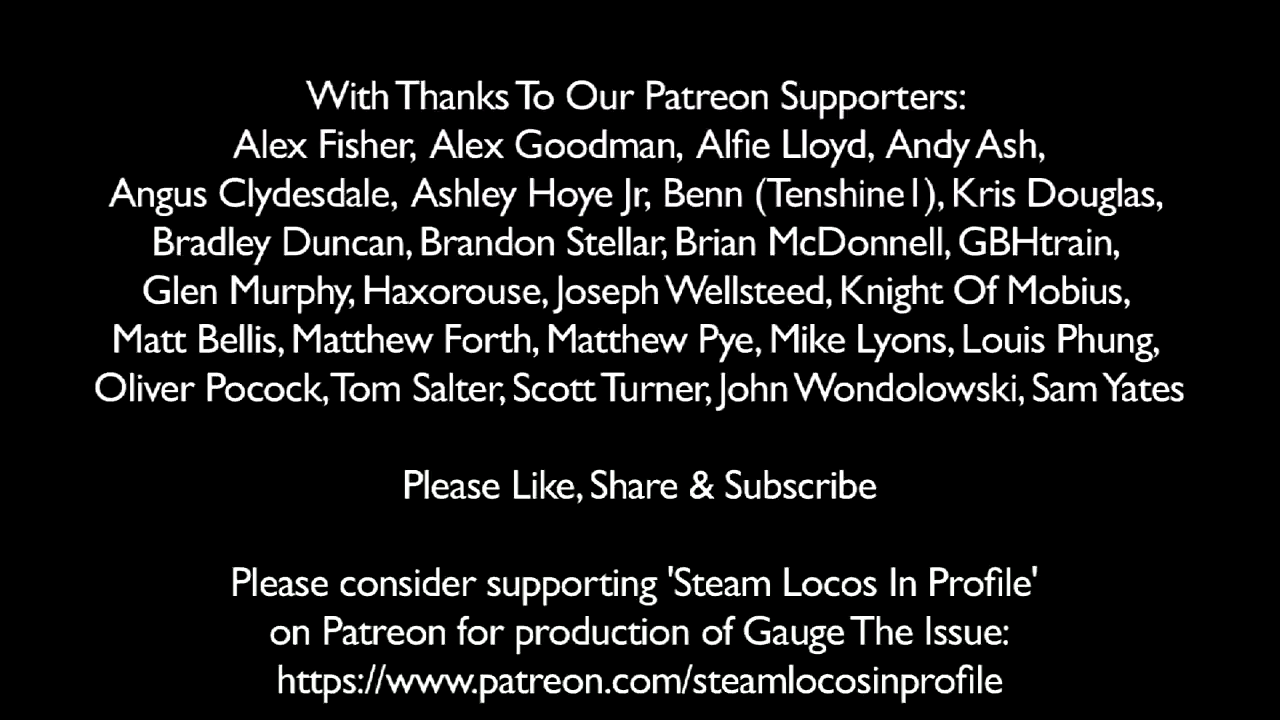 With Thanks To Our Patreon Supporters:
Alex Fisher, Alex Goodman, Alfie Lloyd, Andy Ash,
Angus Clydesdale, Ashley Hoye Jr, Benn (Tenshine1), Kris Douglas,
Bradley Duncan, Brandon Stellar, Brian McDonnell, GBHtrain,
Glen Murphy, Haxorouse, Joseph Wellsteed, Knight Of Mobius,
Matt Bellis, Matthew Forth, Matthew Pye, Mike Lyons, Louis Phung,
Oliver Pocock, Tom Salter, Scott Turner, John Wondolowski, Sam Yates
Please Like, Share & Subscribe
Please consider supporting 'Steam Locos In Profile'
on Patreon for production of Gauge The Issue:
https://www.patreon.com/steamlocosinprofile